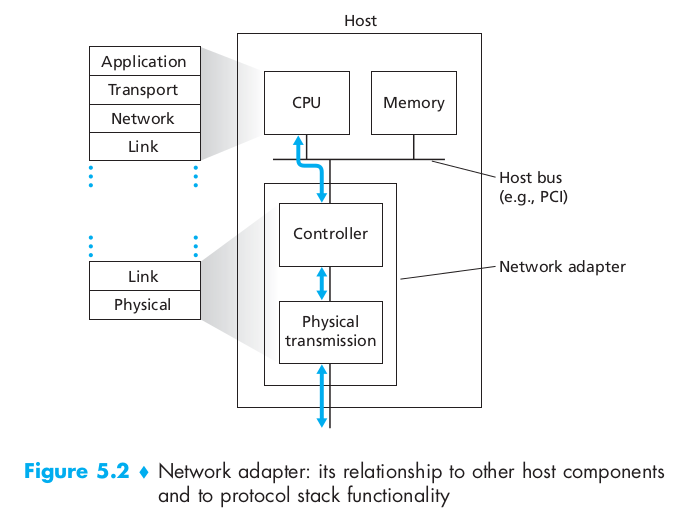 Host
Application
Transport
Network
Link
CPU
Memory
Host bus
(e.g., PCI)
Controller
Link
Physical
Network adapter
Physical
transmission
Figure 5.2 ♦ Network adapter: its relationship to other host components
and to protocol stack functionality